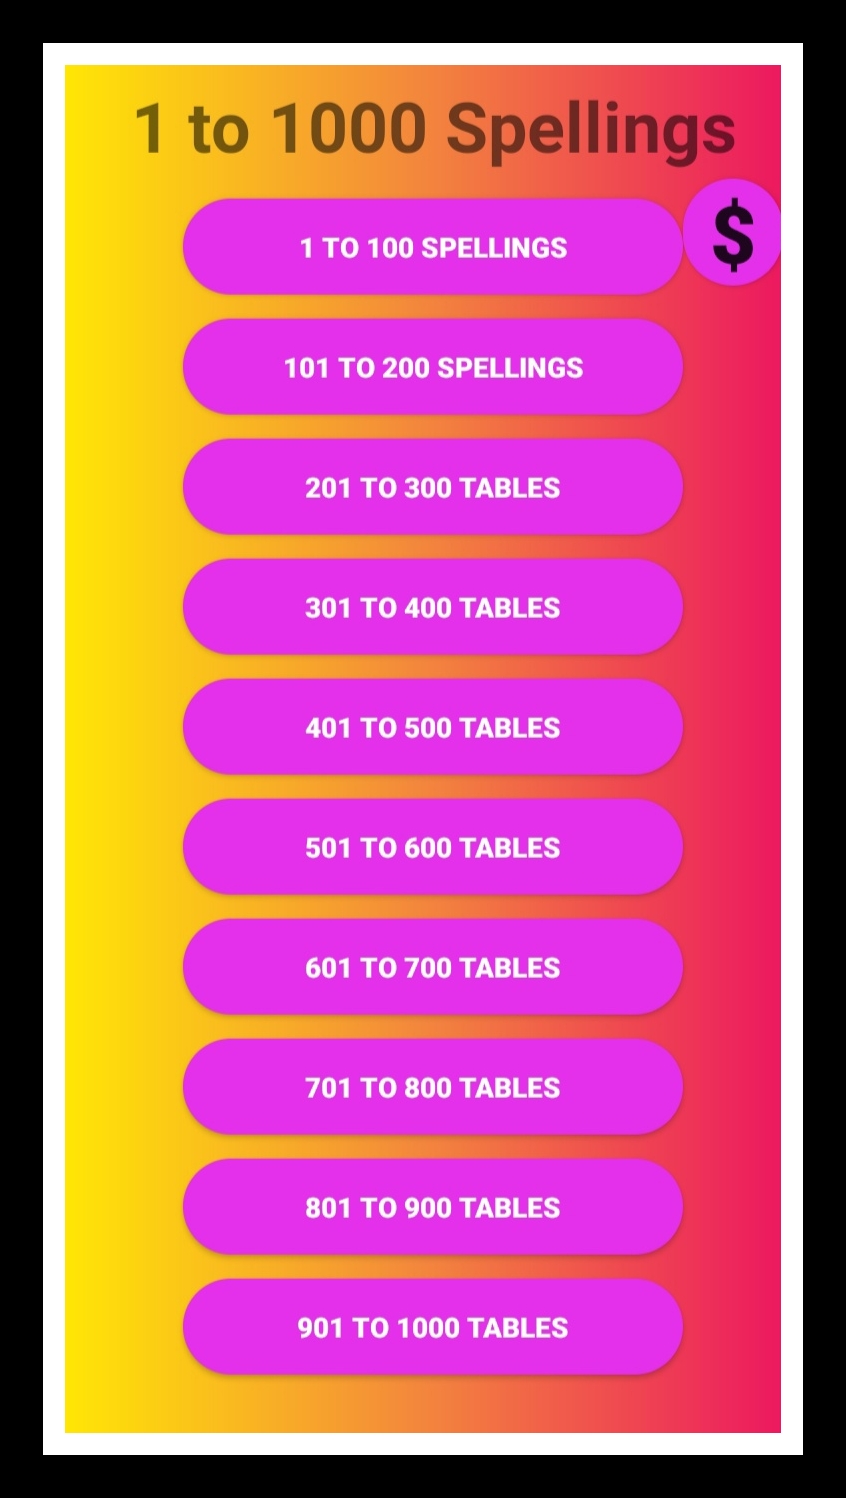 1 to 1000 Spellings
1 TO 100 SPELLINGS
$
101 TO 200 SPELLINGS
201 TO 300 TABLES
301 TO 400 TABLES
401 TO 500 TABLES
501 TO 600 TABLES
601 TO 700 TABLES
701 TO 800 TABLES
801 TO 900 TABLES
901 TO 1000 TABLES